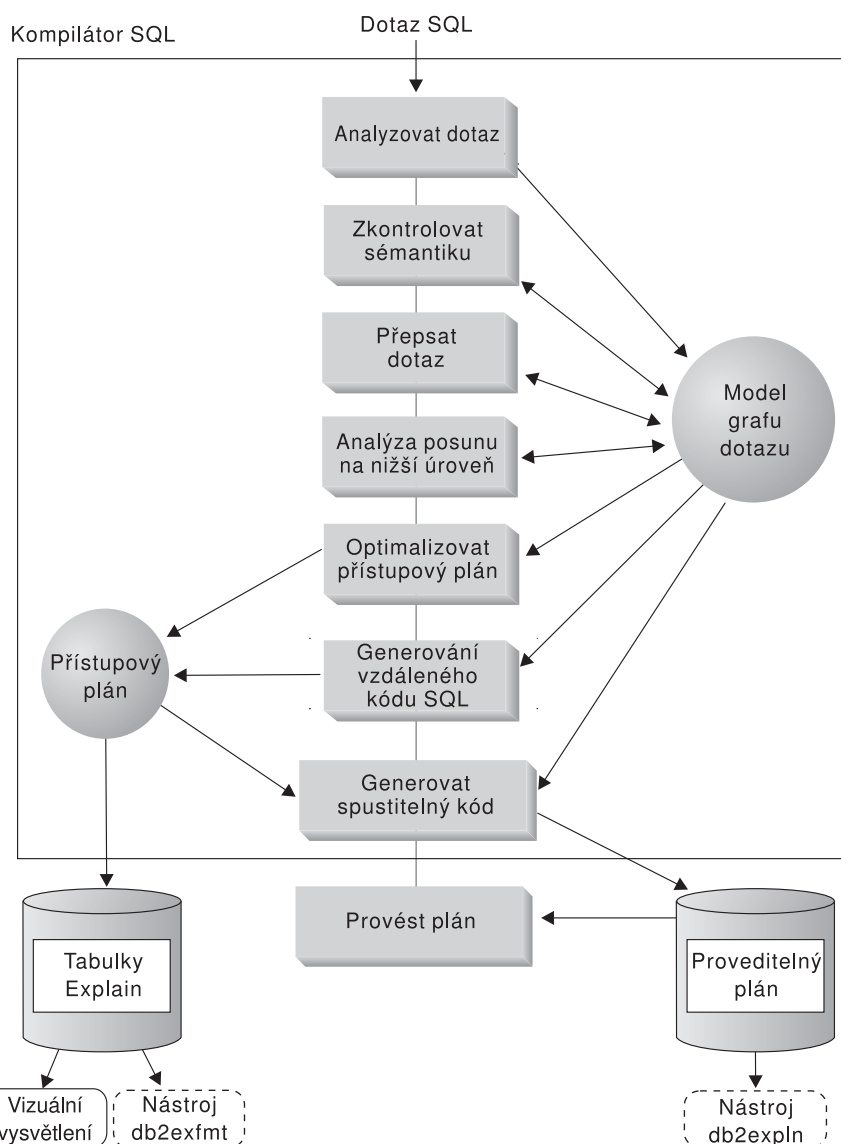 Kompilátor SQL
Dotaz SQL
Analyzovat dotaz
Zkontrolovat
sémantiku
Přepsat
dotaz
Analýza posunu
na nižší úroveň
Model
grafu
dotazu
Optimalizovat
přístupový plán
Přístupový
plán
Generování
vzdáleného
kódu SQL
Generovat
spustitelný kód
Provést plán
Tabulky
Explain
Proveditelný
plán
Vizuální
vysvětlení
Nástroj
db2exfmt
Nástroj
db2expln